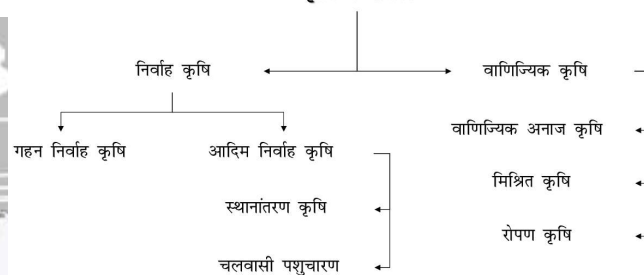 निर्वाह कृषि
वाणिज्यिक कृषि
गहन निर्वाह कृषि
आदिम निर्वाह कृषि
वाणिज्यिक अनाज कृषि
मिश्रित कृषि
स्थानांतरण कृषि
रोपण कृषि
चलवासी पशुचारण